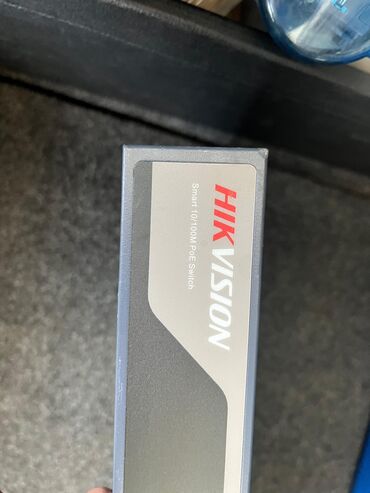 HIKVISION
Smart 10/100M PoE Switch